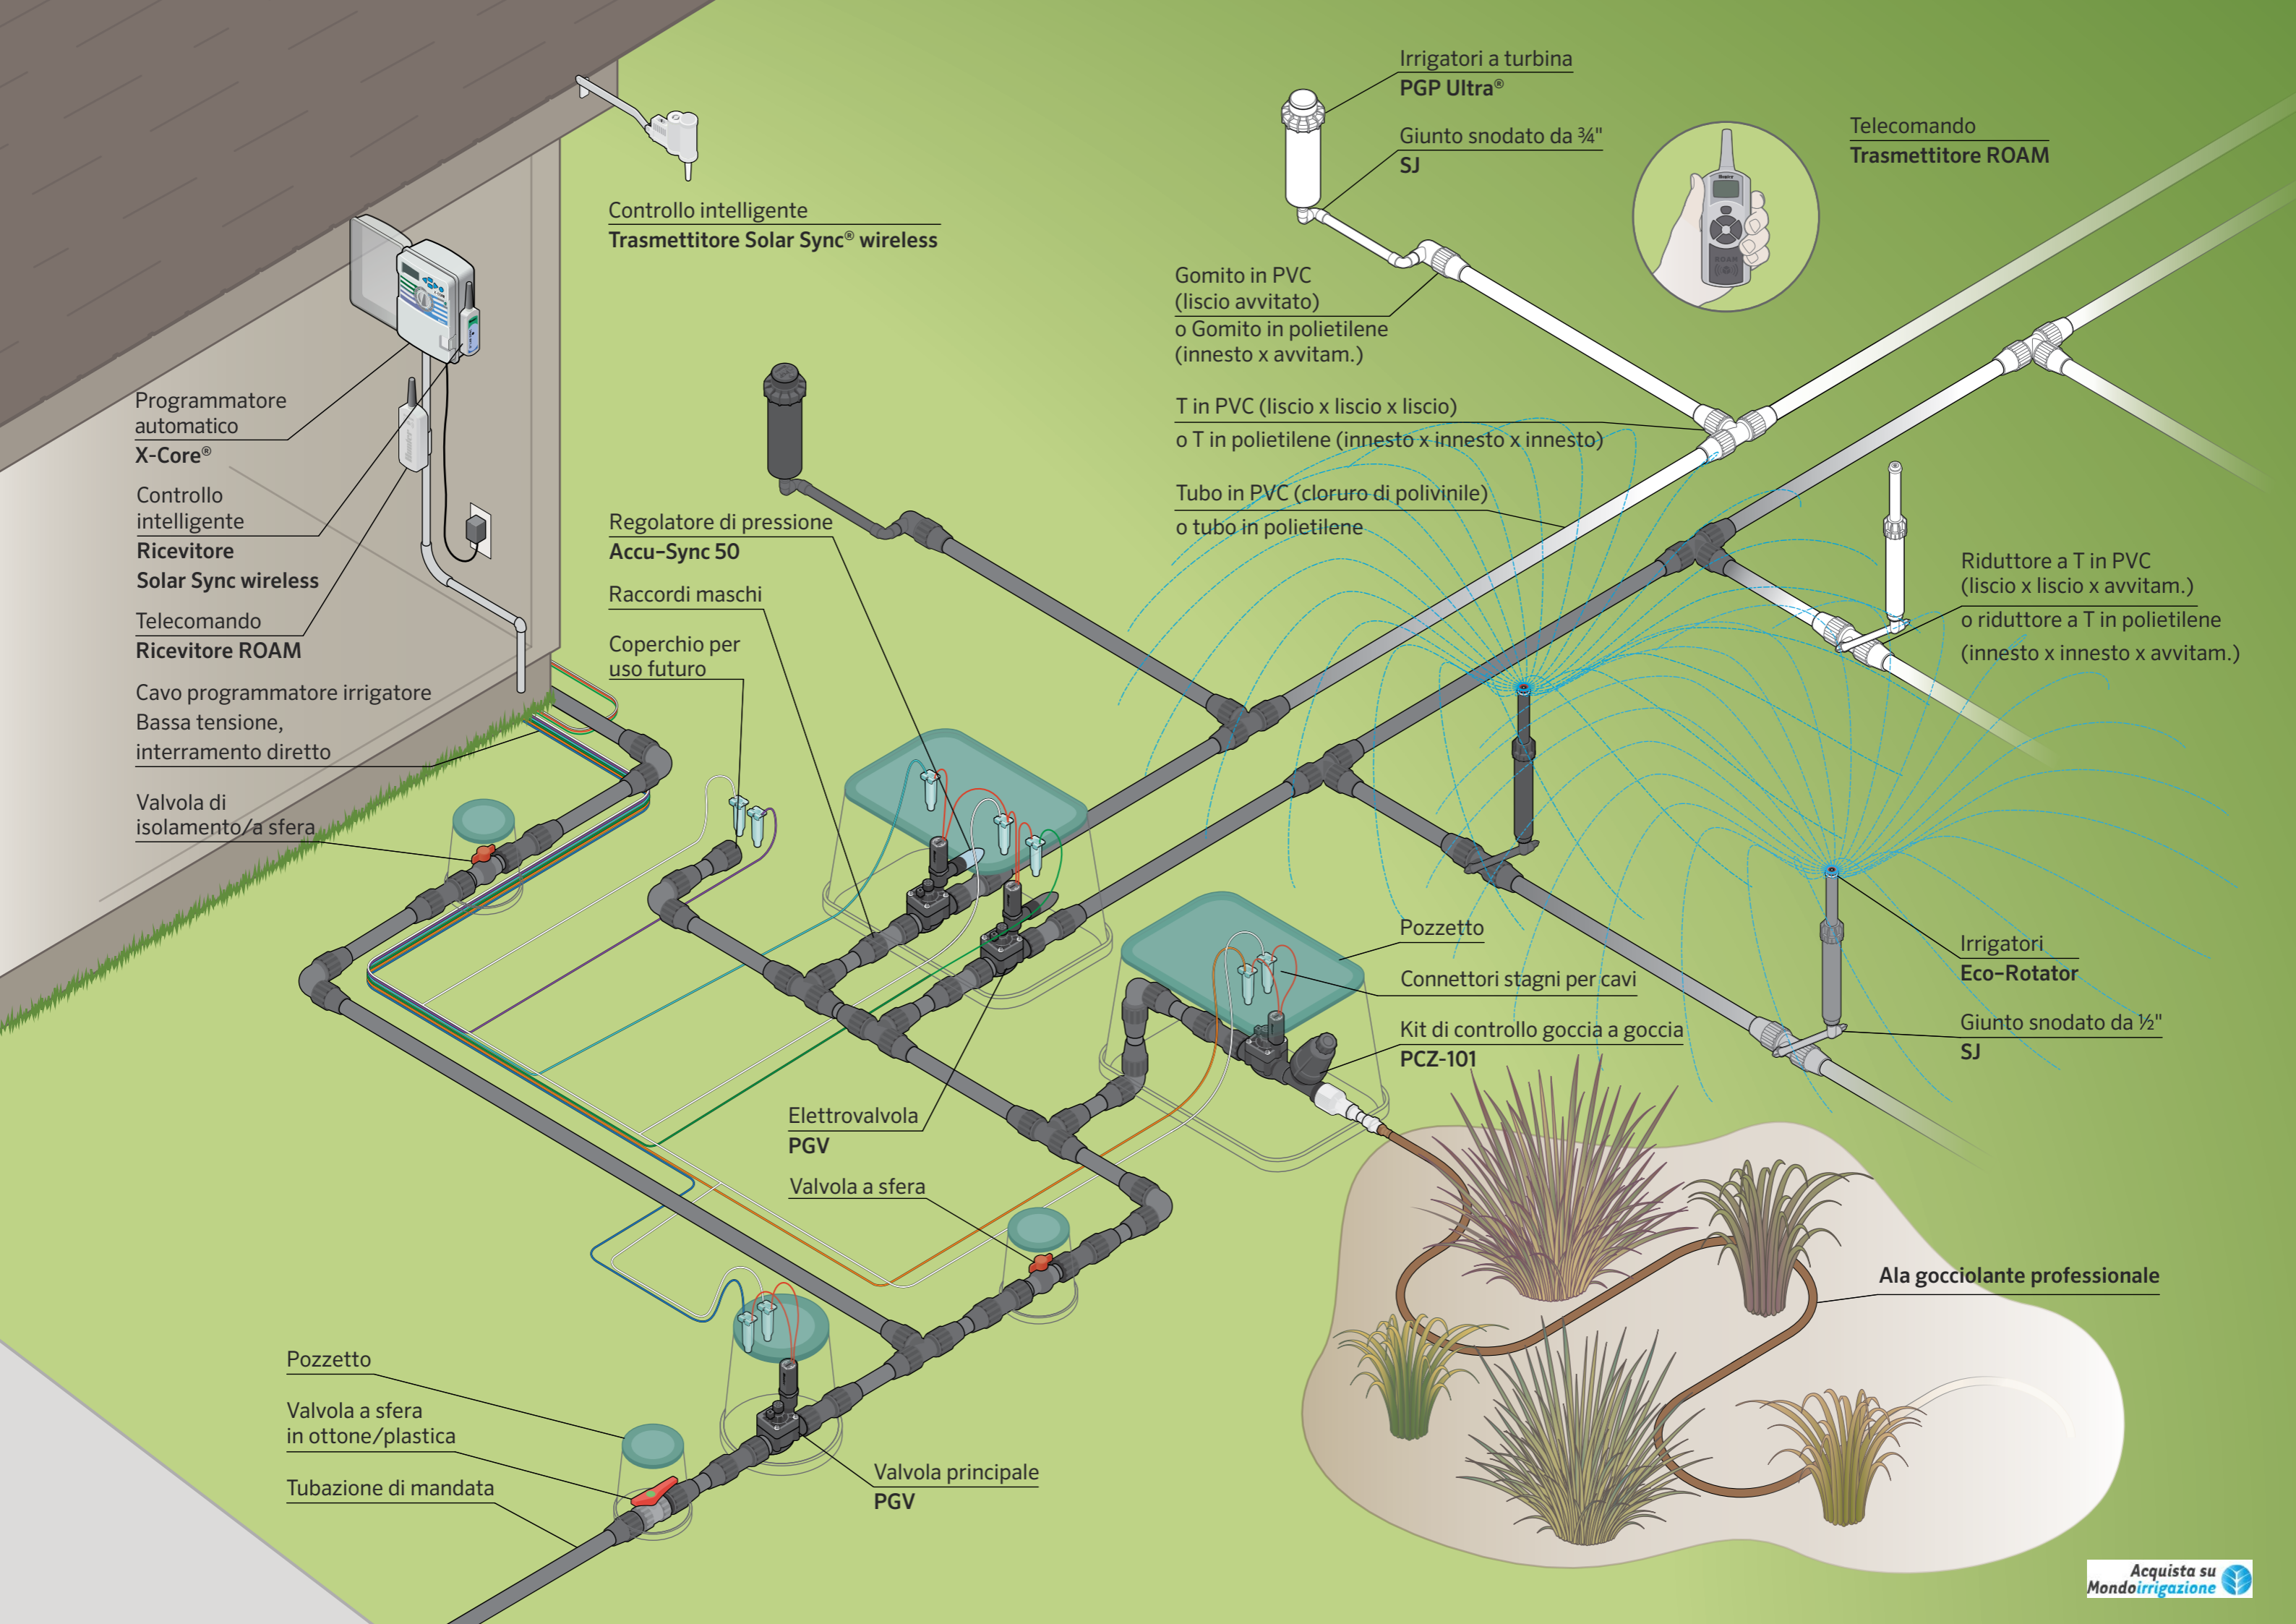 Irrigatori a turbina
PGP Ultra®
Giunto snodato da ¾"
SJ
Telecomando
Trasmettitore ROAM
Controllo intelligente
Trasmettitore Solar Sync® wireless
Gomito in PVC
(liscio avvitato)
o Gomito in polietilene
(innesto x avvitam.)
T in PVC (liscio x liscio x liscio)
o T in polietilene (innesto x innesto x innesto)
Tubo in PVC (cloruro di polivinile)
o tubo in polietilene
Programmatore
automatico
X-Core®
Controllo
intelligente
Ricevitore
Solar Sync wireless
Telecomando
Ricevitore ROAM
Cavo programmatore irrigatore
Bassa tensione,
interramento diretto
Valvola di
isolamento/a sfera
Regolatore di pressione
Accu–Sync 50
Raccordi maschi
Coperchio per
uso futuro
Riduttore a T in PVC
(liscio x liscio x avvitam.)
o riduttore a T in polietilene
(innesto x innesto x avvitam.)
Pozzetto
Connettori stagni per cavi
Kit di controllo goccia a goccia
PCZ-101
Irrigatori
Eco–Rotator
Giunto snodato da ½"
SJ
Elettrovalvola
PGV
Valvola a sfera
Ala gocciolante professionale
Pozzetto
Valvola a sfera
in ottone/plastica
Tubazione di mandata
Valvola principale
PGV
Acquista su
Mondoirrigazione